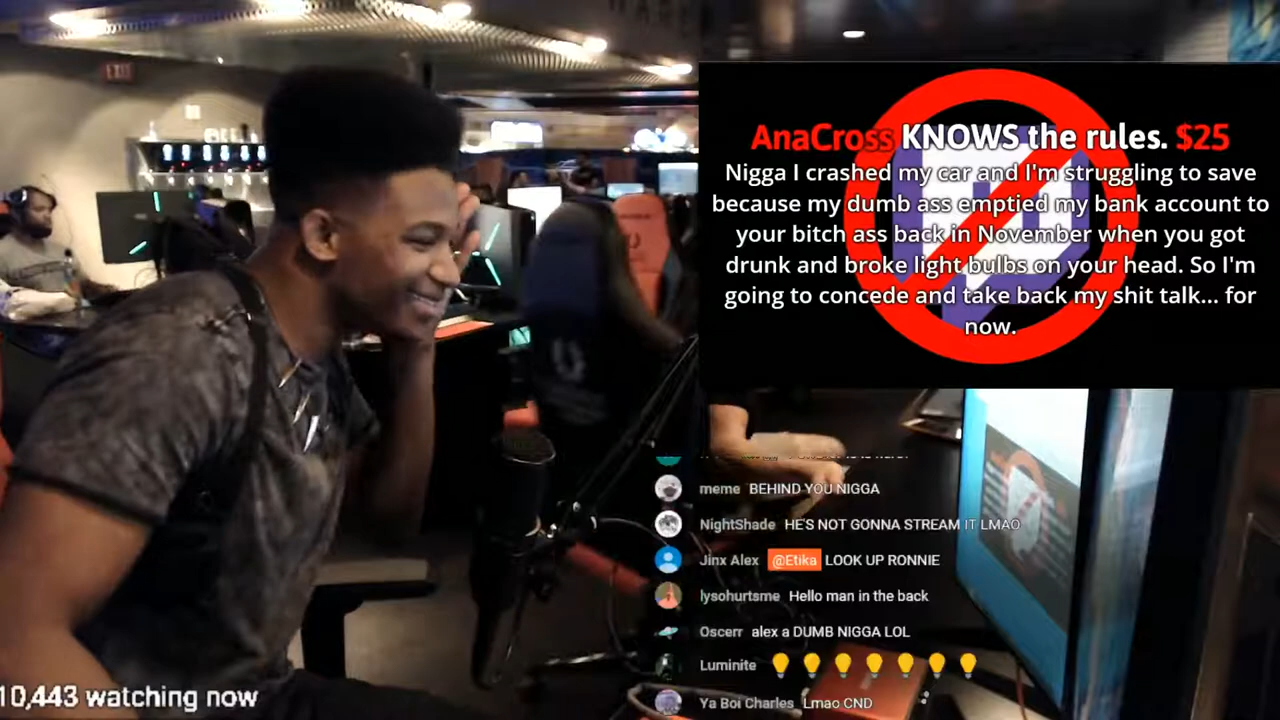 EXIT
AnaCross KNOWS the rules. $25
Nigga I crashed my car and I'm struggling to save
because my dumb ass emptied my bank account to
your bitch ass back in November when you got
drunk and broke light bulbs on your head. So I'm
going to concede and take back my shit talk... for
now.
meme BEHIND YOU NIGGA
NightShade HE'S NOT GONNA STREAM IT LMAO
Jinx Alex @Etika LOOK UP RONNIE
lysohurtsme Hello man in the back
Oscerr alex a DUMB NIGGA LOL
Luminite 💡💡💡💡💡💡💡
Ya Boi Charles Lmao CND
10,443 watching now